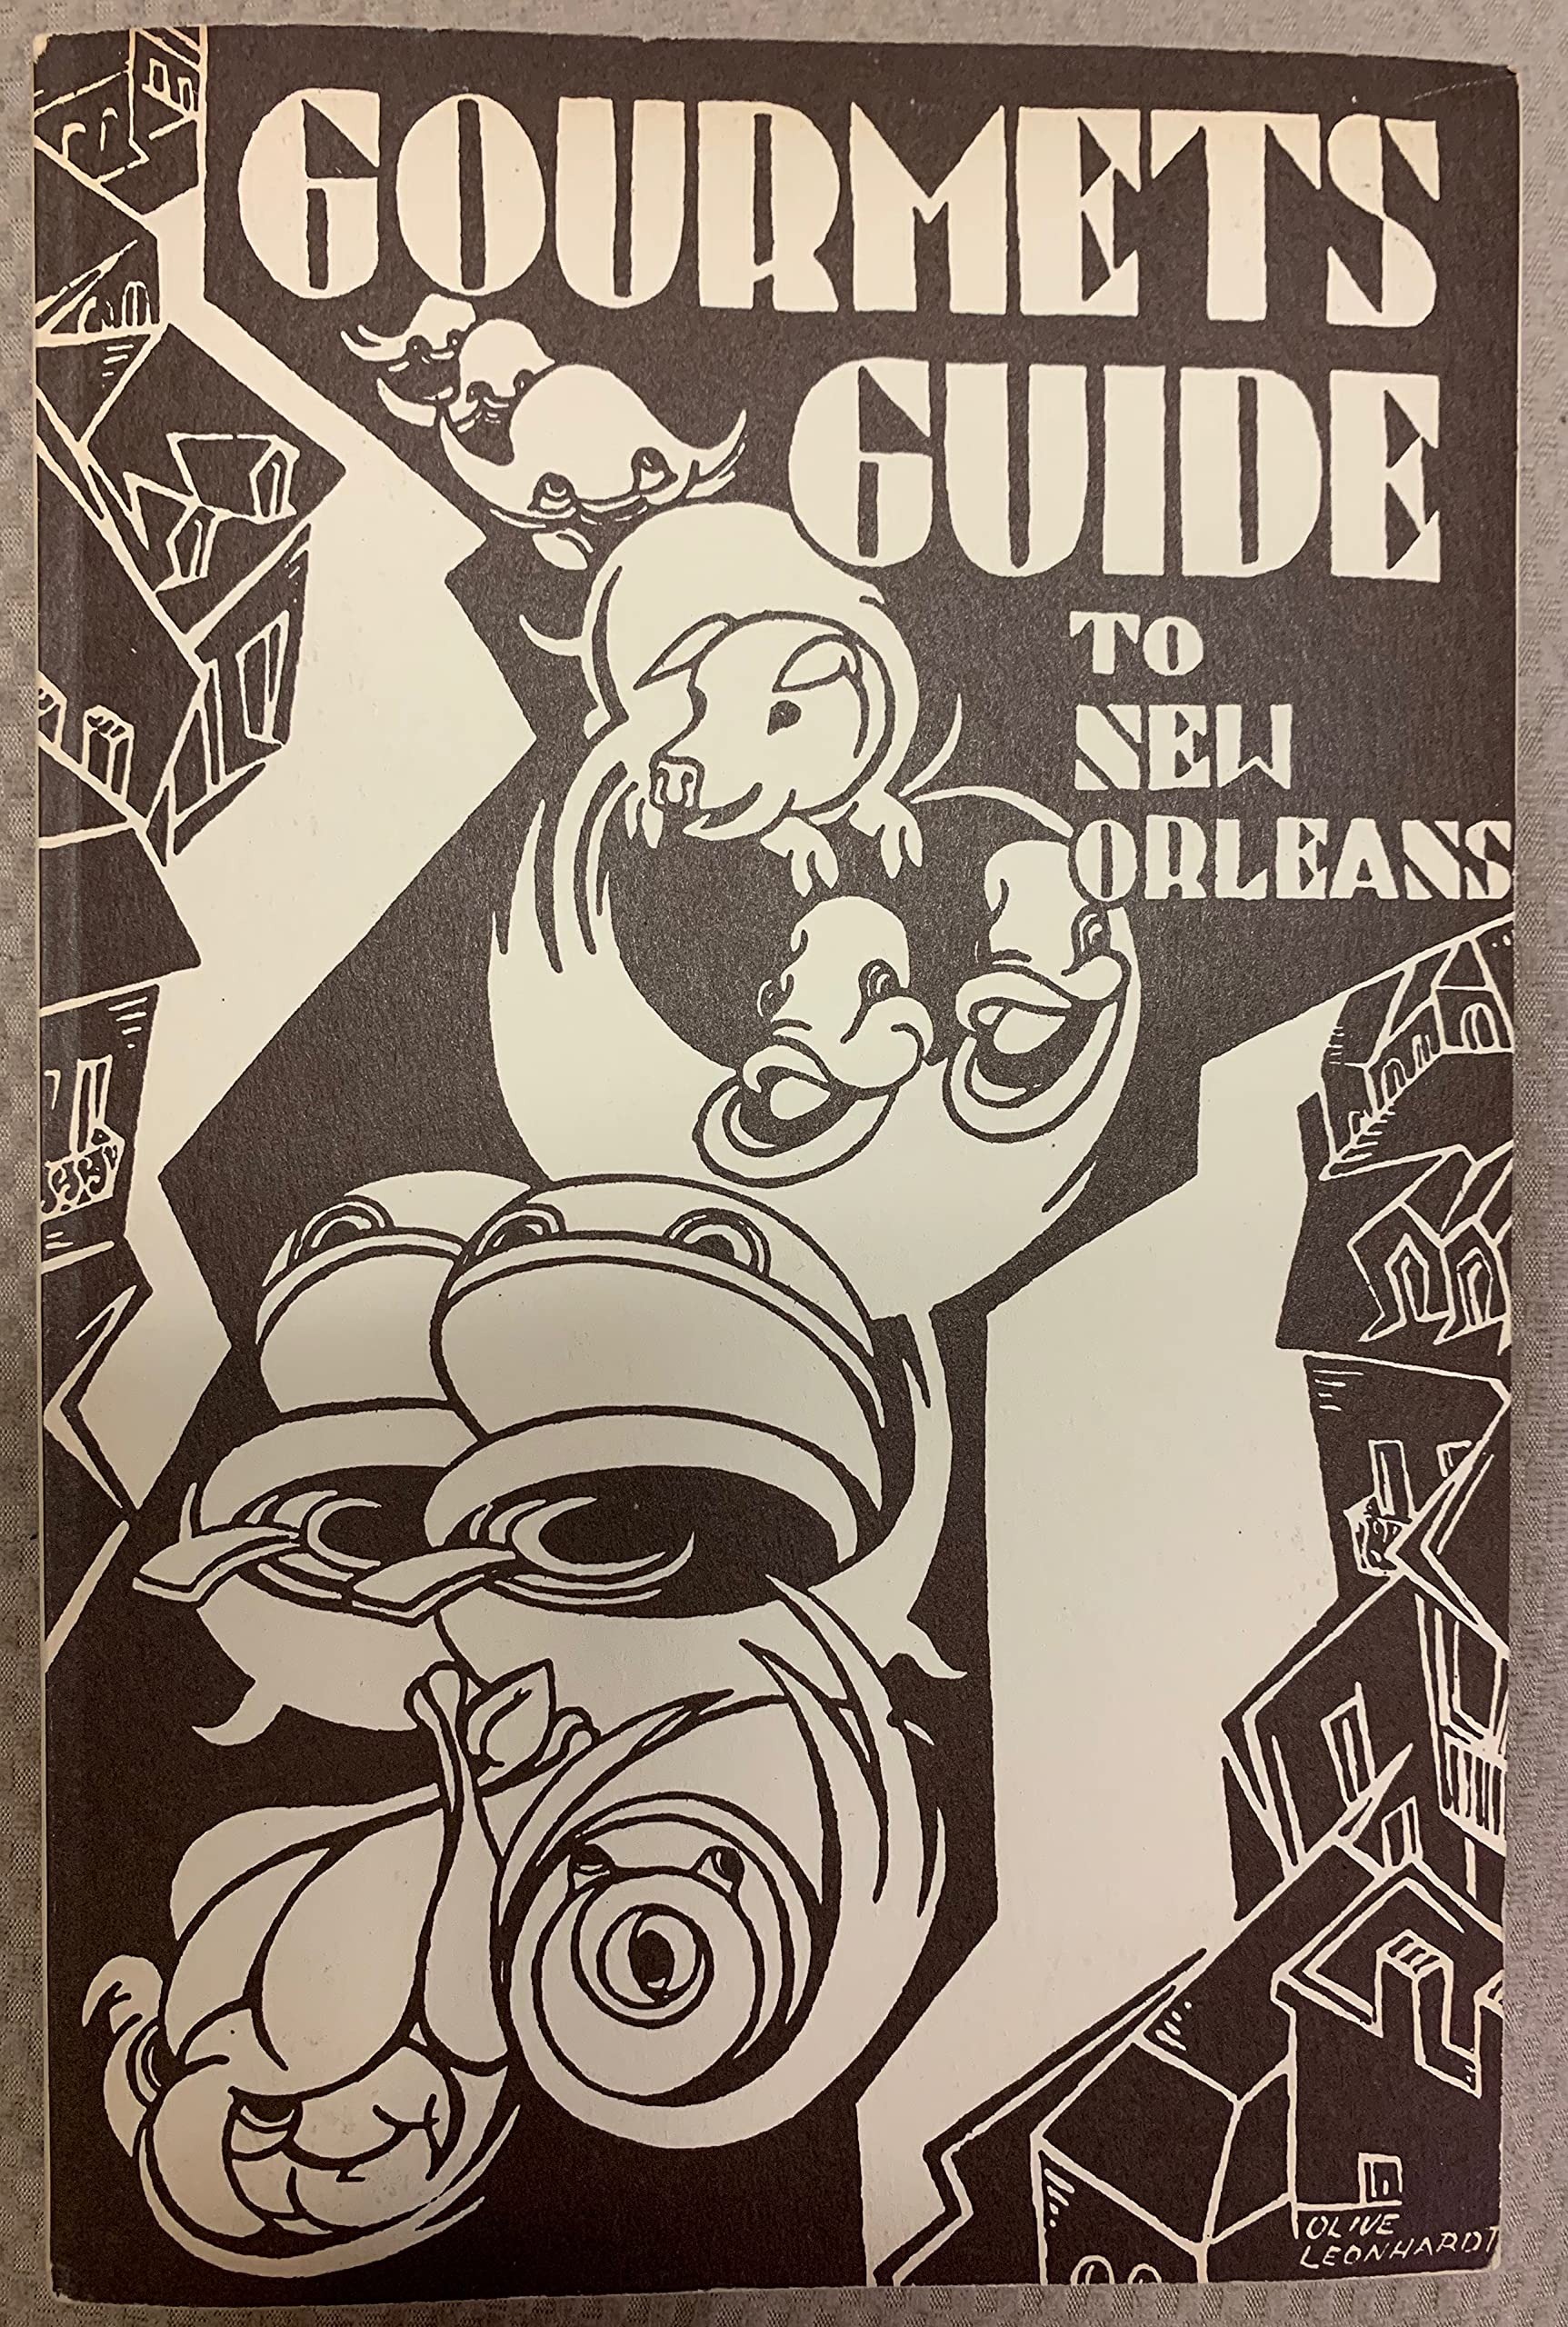 GOURMETS
GUIDE
TO
NEW
ORLEANS
OLIVE
LEONHARDT